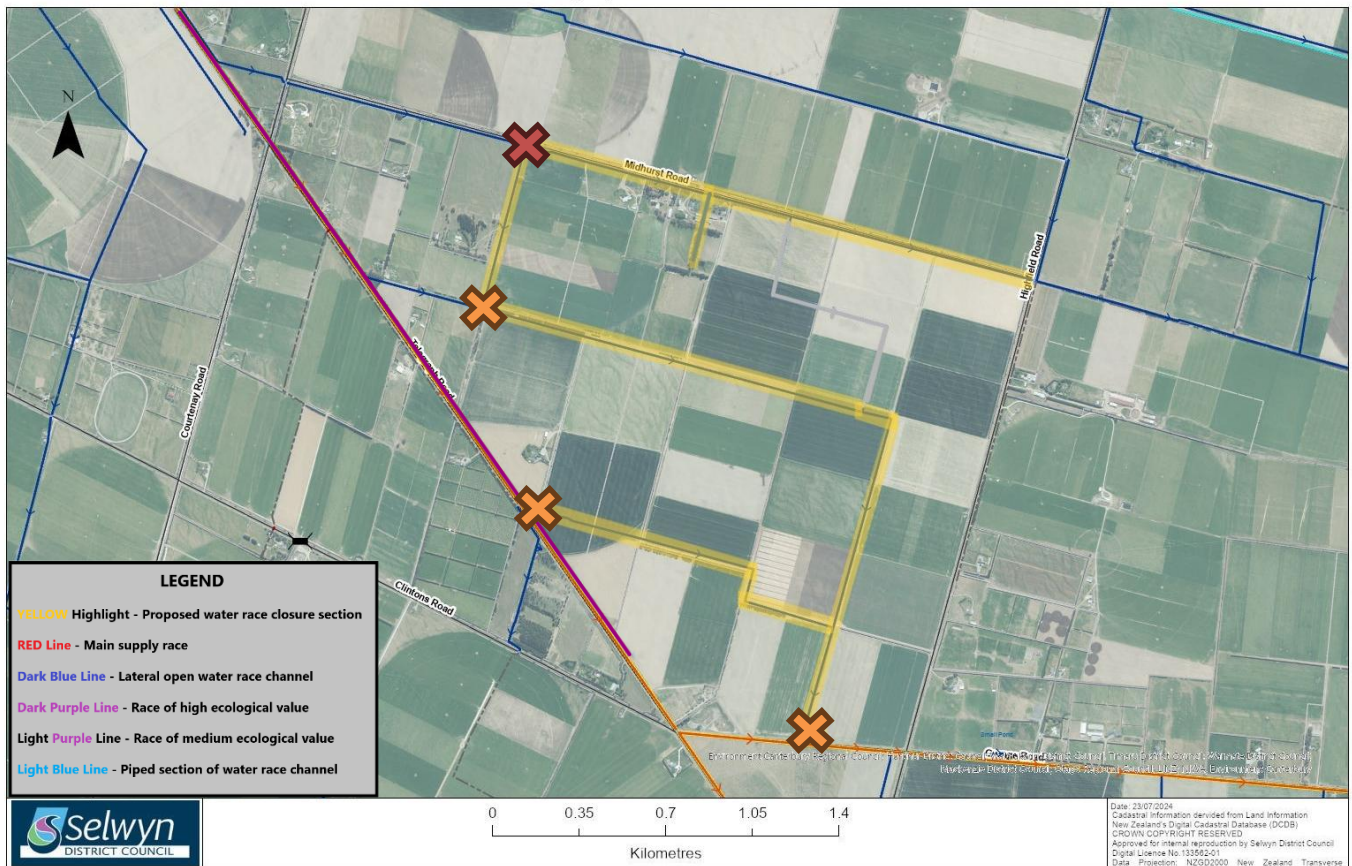 N
Midhurst Road
Highfield Road
Telegraph Road
Courtenay Road
Clintons Road
LEGEND
YELLOW Highlight - Proposed water race closure section
RED Line - Main supply race
Dark Blue Line - Lateral open water race channel
Dark Purple Line - Race of high ecological value
Light Purple Line - Race of medium ecological value
Light Blue Line - Piped section of water race channel
Small Pond
Selwyn
DISTRICT COUNCIL
0 0.35 0.7 1.05 1.4
Kilometres
Date: 23/07/2024
Cadastral Information dervided from Land Information
New Zealand's Digital Cadastral Database (DCDB)
CROWN COPYRIGHT RESERVED
Approved for internal reproduction by Selwyn District Council
Digital Licence No.133562-01
Data Projection: NZGD2000 New Zealand Transverse